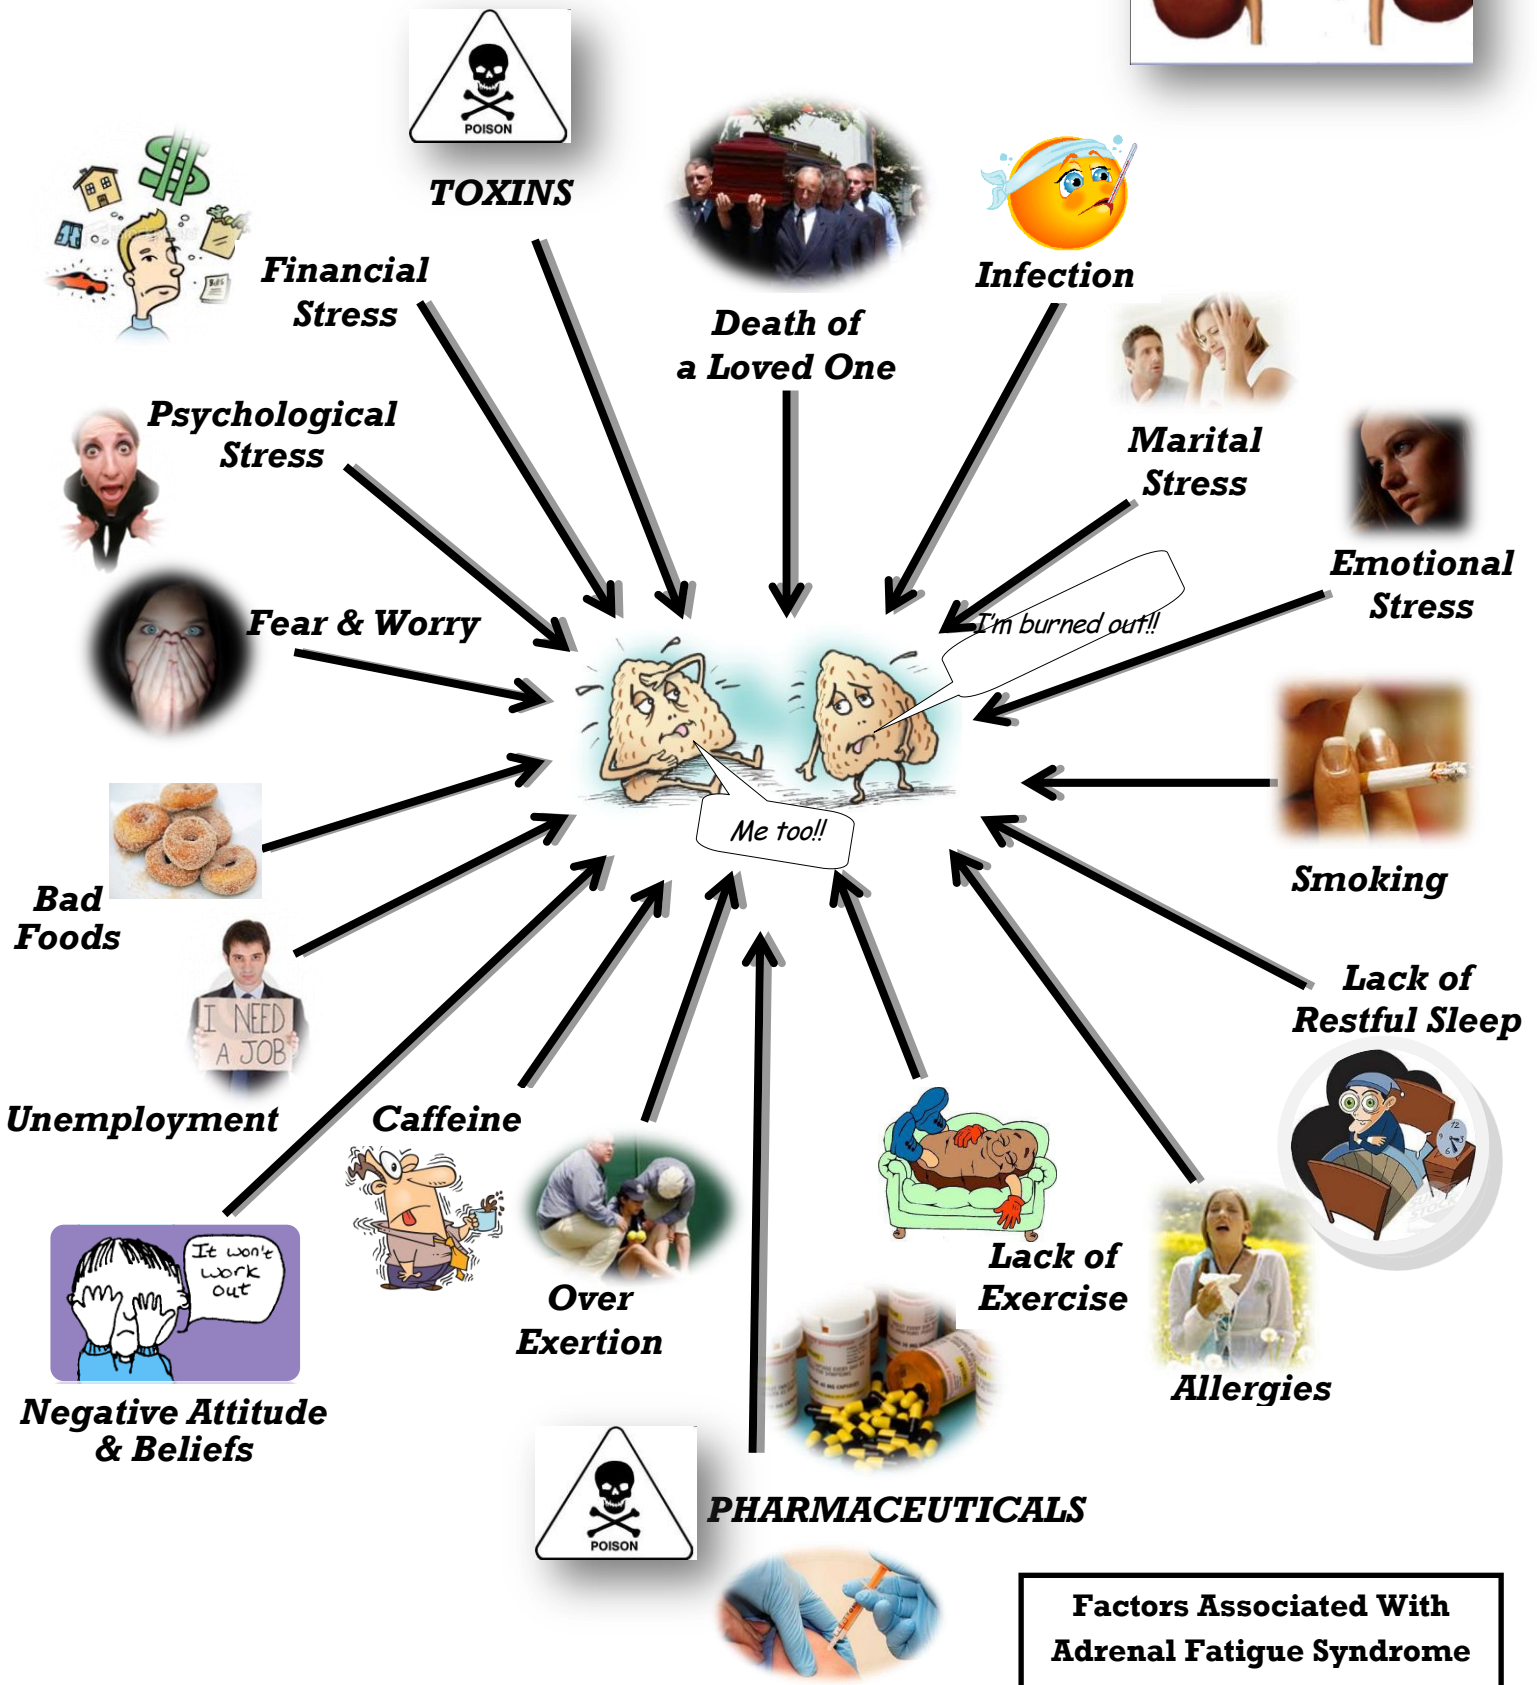 POISON
TOXINS
Financial
Stress
Death of
a Loved One
Infection
Psychological
Stress
Marital
Stress
Emotional
Stress
Fear & Worry
I'm burned out!!
Me too!!
Smoking
Bad
Foods
I NEED
A JOB
Unemployment
Lack of
Restful Sleep
Caffeine
It won't
work
out
Negative Attitude
& Beliefs
Over
Exertion
Lack of
Exercise
Allergies
POISON
PHARMACEUTICALS
Factors Associated With
Adrenal Fatigue Syndrome